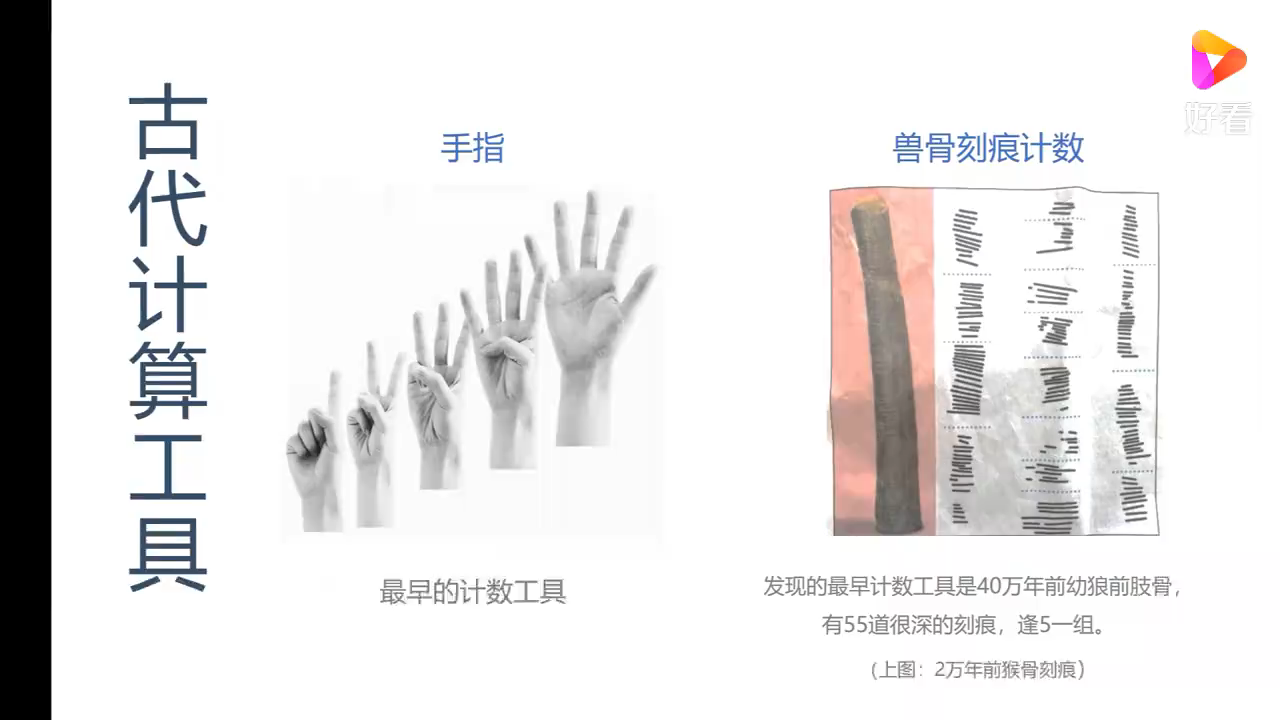 古代计算工具
手指
最早的计数工具
兽骨刻痕计数
发现的最早计数工具是40万年前幼狼前肢骨，
有55道很深的刻痕，逢5一组。
（上图：2万年前猴骨刻痕）
好看